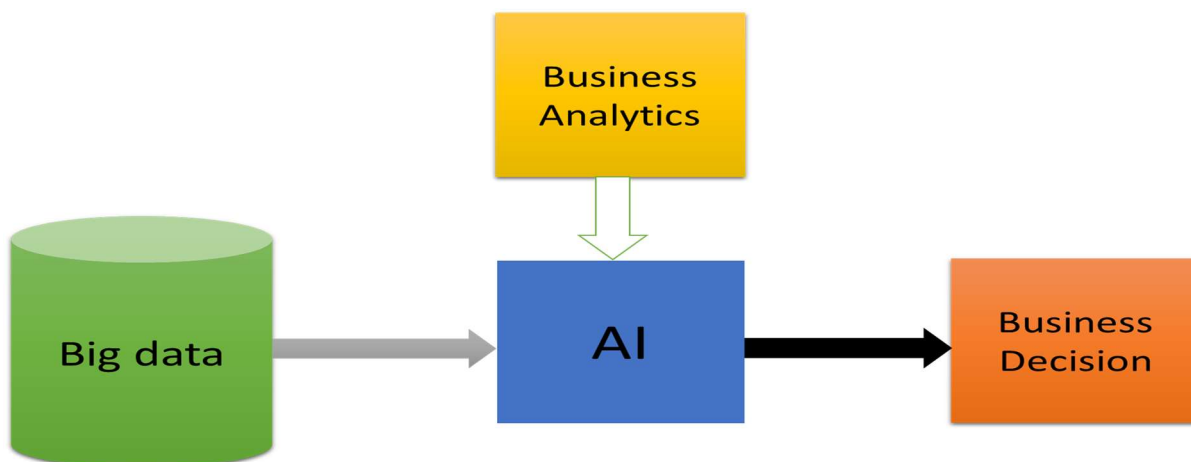 Business
Analytics
Big data
AI
Business
Decision